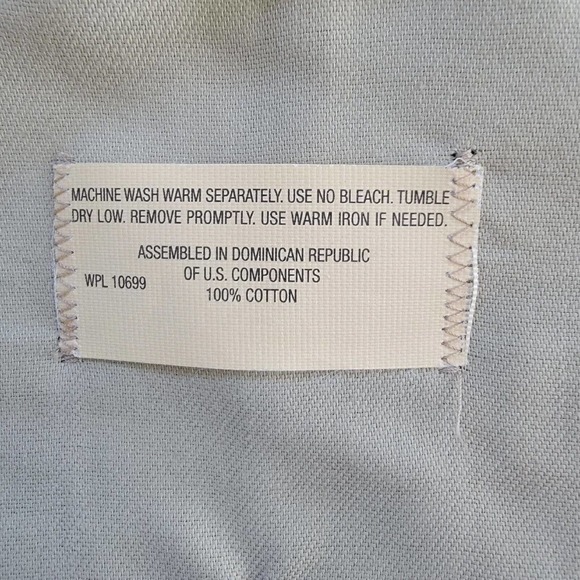 MACHINE WASH WARM SEPARATELY. USE NO BLEACH. TUMBLE
DRY LOW. REMOVE PROMPTLY. USE WARM IRON IF NEEDED.
ASSEMBLED IN DOMINICAN REPUBLIC
OF U.S. COMPONENTS
WPL 10699
100% COTTON